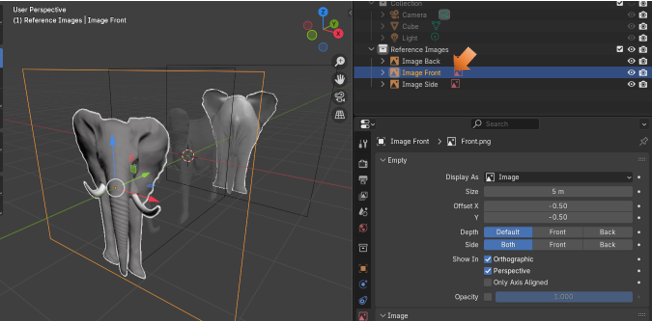 User Perspective
(1) Reference Images | Image Front
Collection
Camera
Cube
Light
Reference Images
Image Back
Image Front
Image Side
Search
Image Front > Front.png
Empty
Display As Image
Size 5 m
Offset X -0.50
Y -0.50
Depth Default Front Back
Side Both Front Back
Show In Orthographic
Perspective
Only Axis Aligned
Opacity 1.000
Image